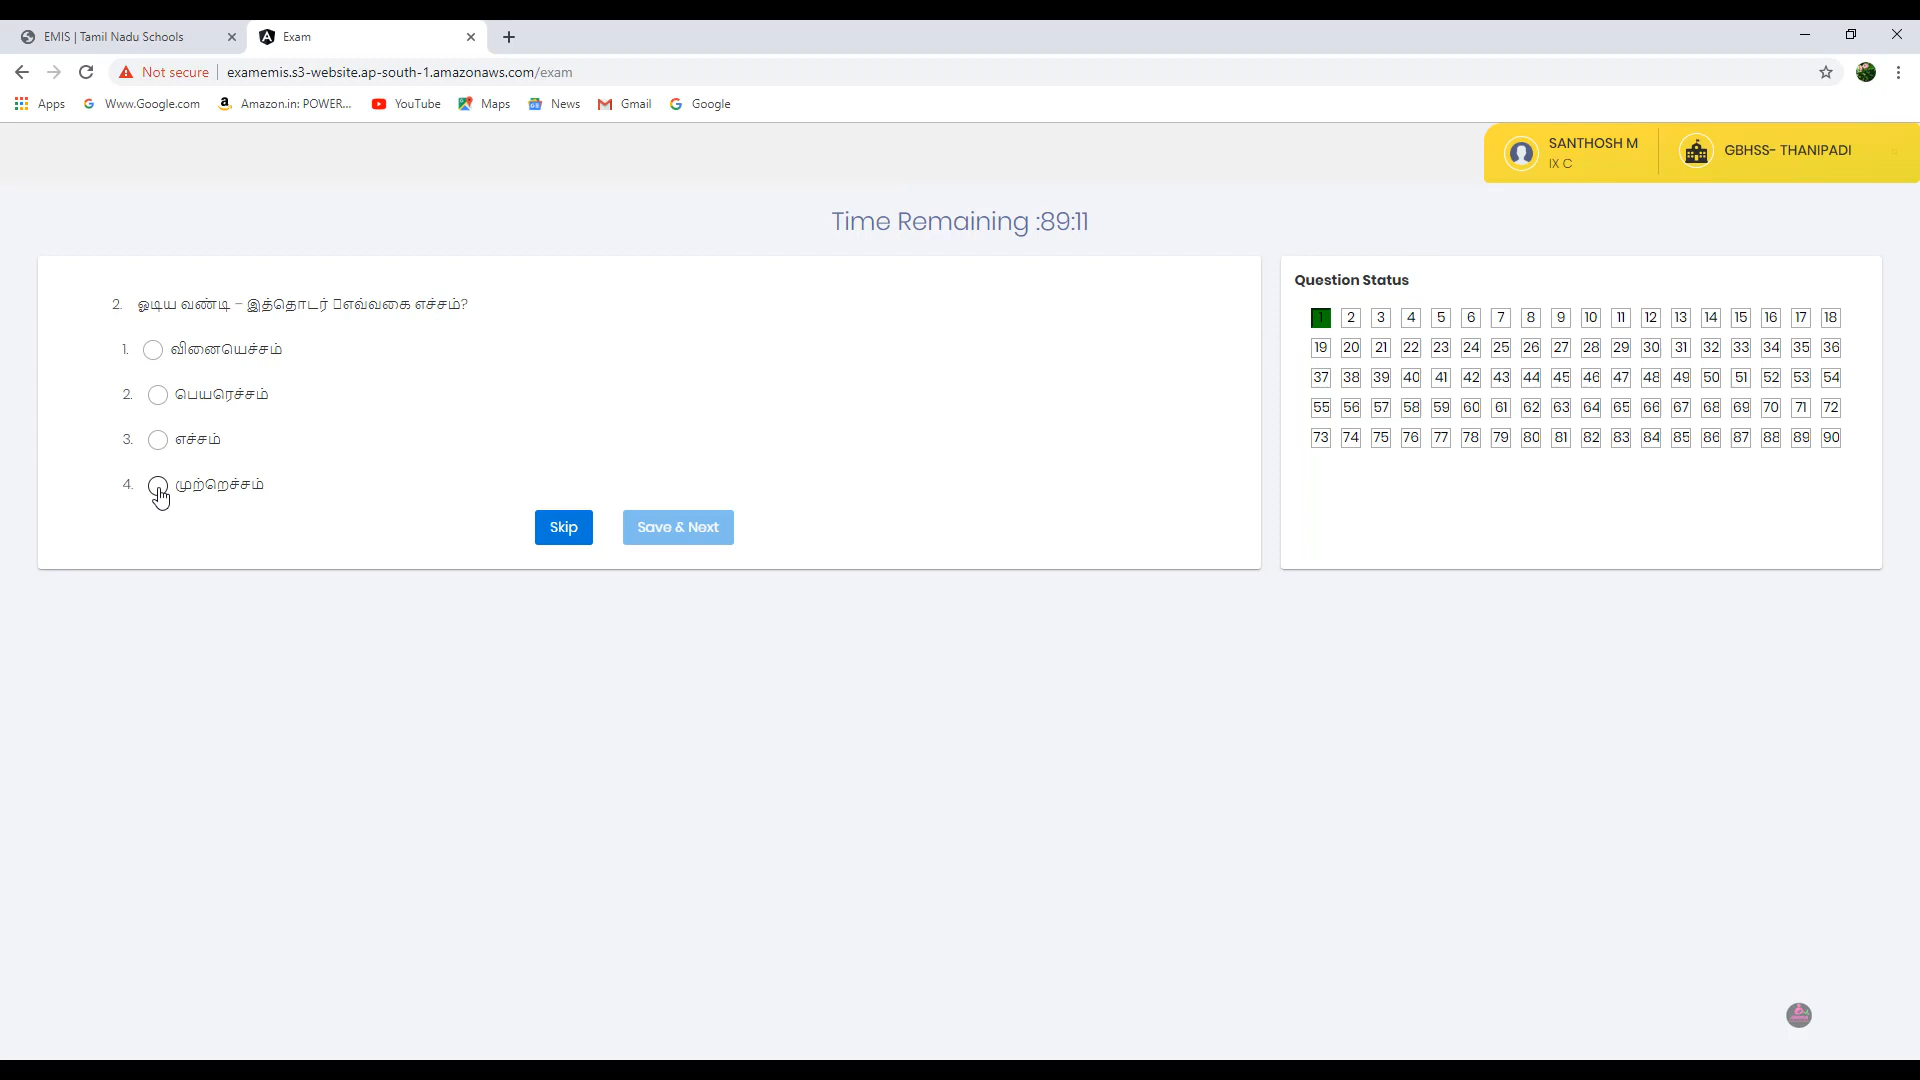 EMIS | Tamil Nadu Schools
Exam
Not secure
examemis.s3-website.ap-south-1.amazonaws.com/exam
Apps
Www.Google.com
Amazon.in: POWER...
YouTube
Maps
News
Gmail
Google
SANTHOSH M
IX C
GBHSS- THANIPADI
Time Remaining :89:11
2. ஓடிய வண்டி – இத்தொடர் எவ்வகை எச்சம்?
1. வினையெச்சம்
2. பெயரெச்சம்
3. எச்சம்
4. முற்றெச்சம்
Skip
Save & Next
Question Status
1 2 3 4 5 6 7 8 9 10 11 12 13 14 15 16 17 18
19 20 21 22 23 24 25 26 27 28 29 30 31 32 33 34 35 36
37 38 39 40 41 42 43 44 45 46 47 48 49 50 51 52 53 54
55 56 57 58 59 60 61 62 63 64 65 66 67 68 69 70 71 72
73 74 75 76 77 78 79 80 81 82 83 84 85 86 87 88 89 90